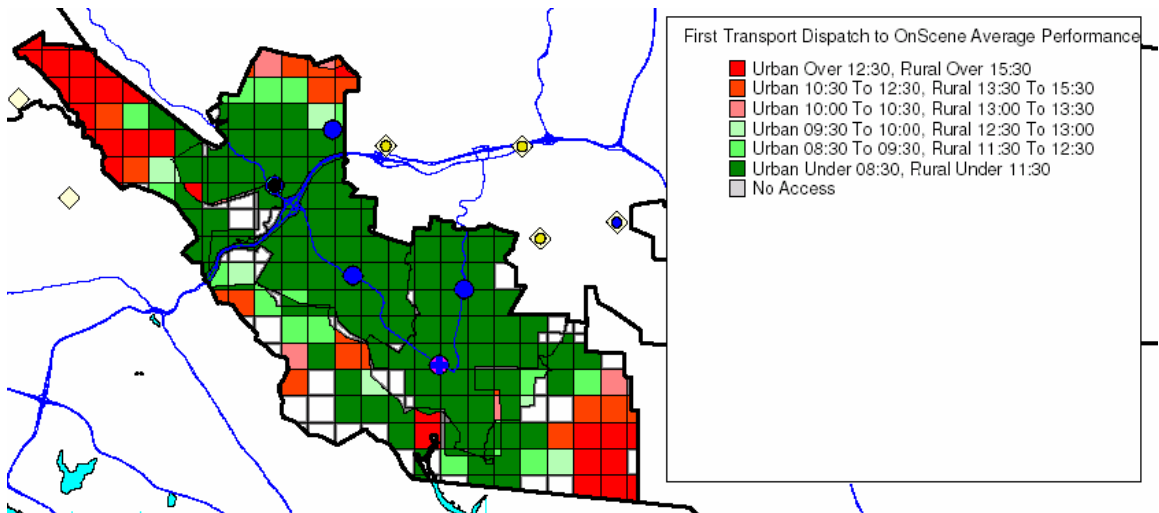 First Transport Dispatch to OnScene Average Performance
Urban Over 12:30, Rural Over 15:30
Urban 10:30 To 12:30, Rural 13:30 To 15:30
Urban 10:00 To 10:30, Rural 13:00 To 13:30
Urban 09:30 To 10:00, Rural 12:30 To 13:00
Urban 08:30 To 09:30, Rural 11:30 To 12:30
Urban Under 08:30, Rural Under 11:30
No Access